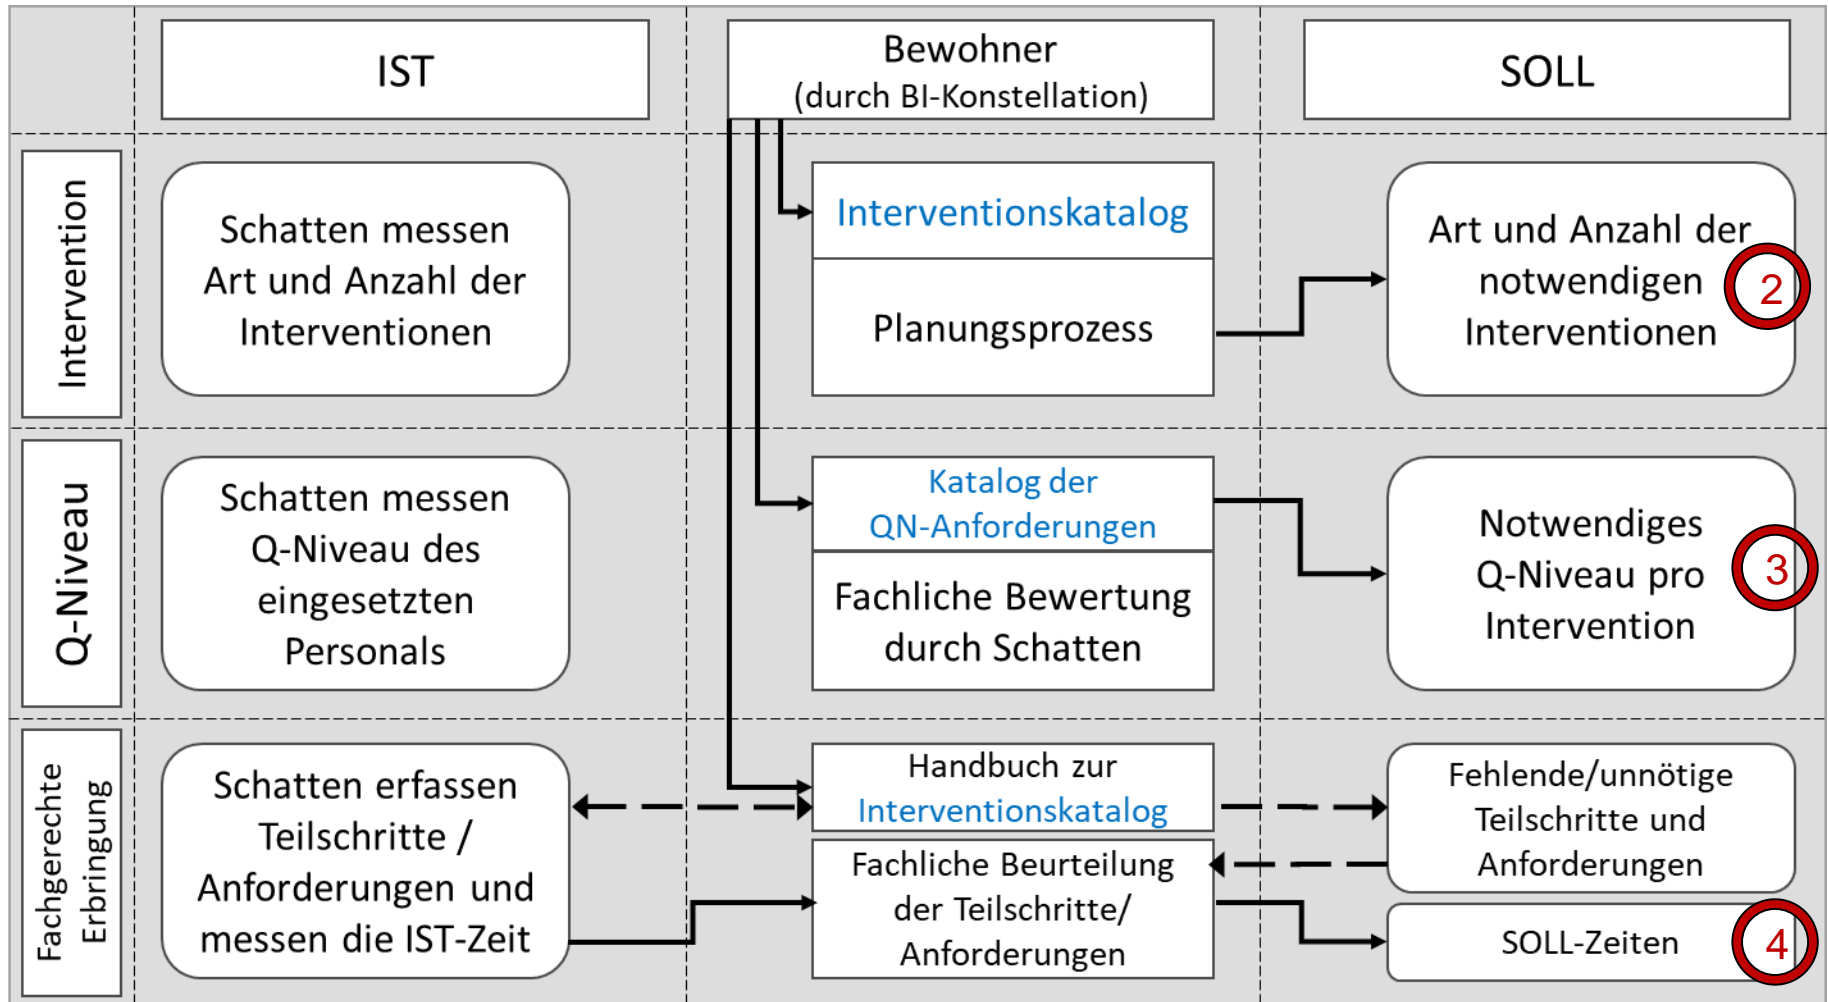 IST
Bewohner
(durch BI-Konstellation)
SOLL
Intervention
Schatten messen
Art und Anzahl der
Interventionen
Interventionskatalog
Planungsprozess
Art und Anzahl der
notwendigen
Interventionen
2
Q-Niveau
Schatten messen
Q-Niveau des
eingesetzten
Personals
Katalog der
QN-Anforderungen
Fachliche Bewertung
durch Schatten
Notwendiges
Q-Niveau pro
Intervention
3
Fachgerechte
Erbringung
Schatten erfassen
Teilschritte /
Anforderungen und
messen die IST-Zeit
Handbuch zur
Interventionskatalog
Fachliche Beurteilung
der Teilschritte/
Anforderungen
Fehlende/unnötige
Teilschritte und
Anforderungen
SOLL-Zeiten
4